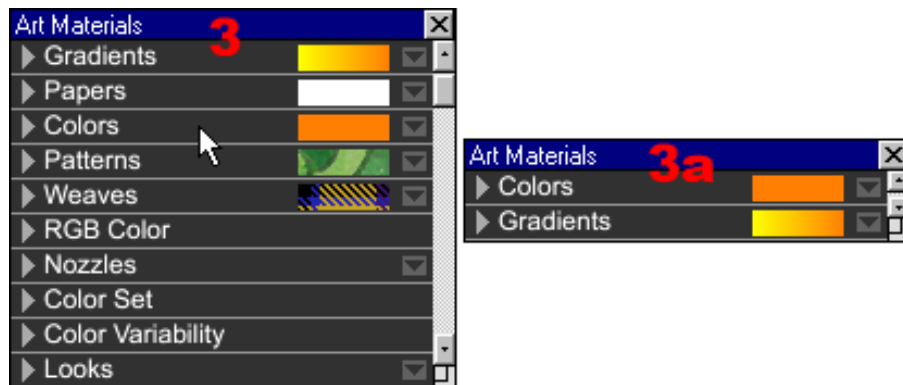 Art Materials
3
Gradients
Papers
Colors
Patterns
Weaves
RGB Color
Nozzles
Color Set
Color Variability
Looks
Art Materials
3a
Colors
Gradients